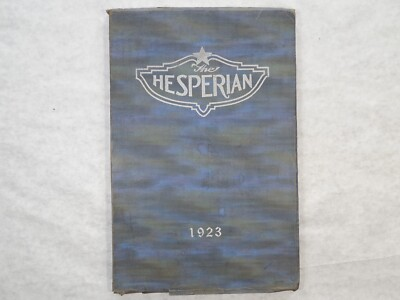 The
HESPERIAN
1923